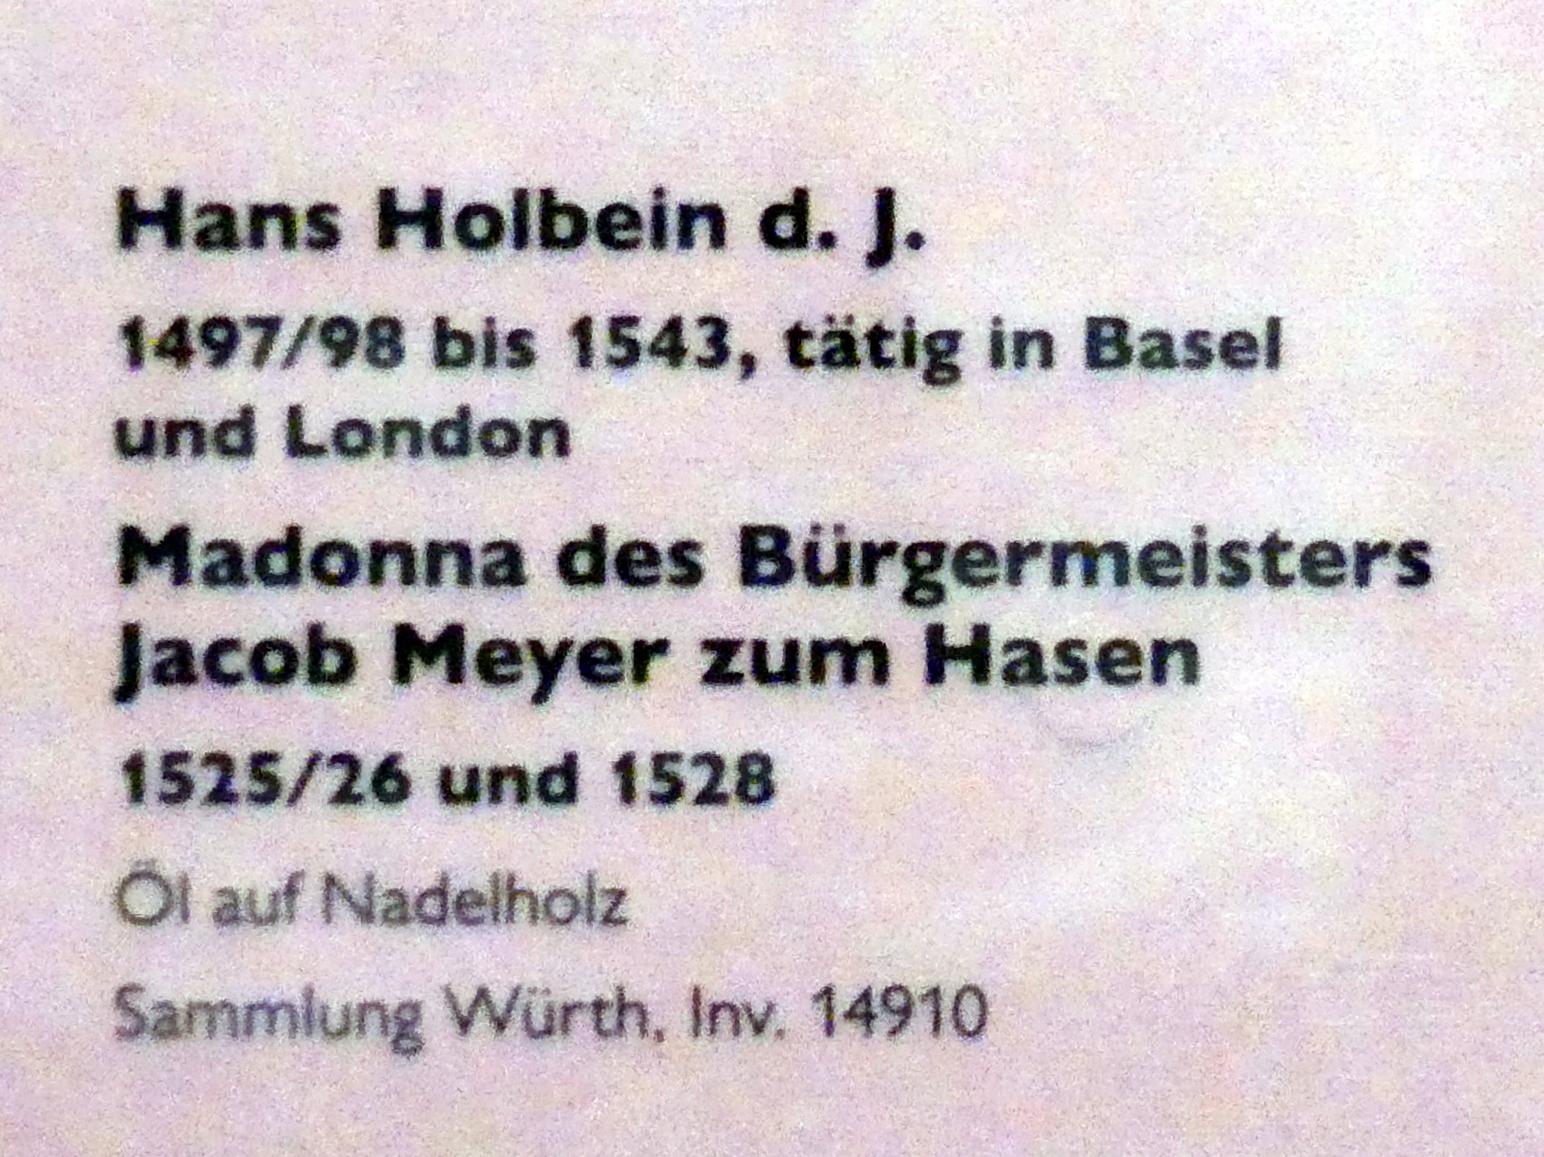 Hans Holbein d. J.
1497/98 bis 1543, tätig in Basel
und London
Madonna des Bürgermeisters
Jacob Meyer zum Hasen
1525/26 und 1528
Öl auf Nadelholz
Sammlung Würth, Inv. 14910